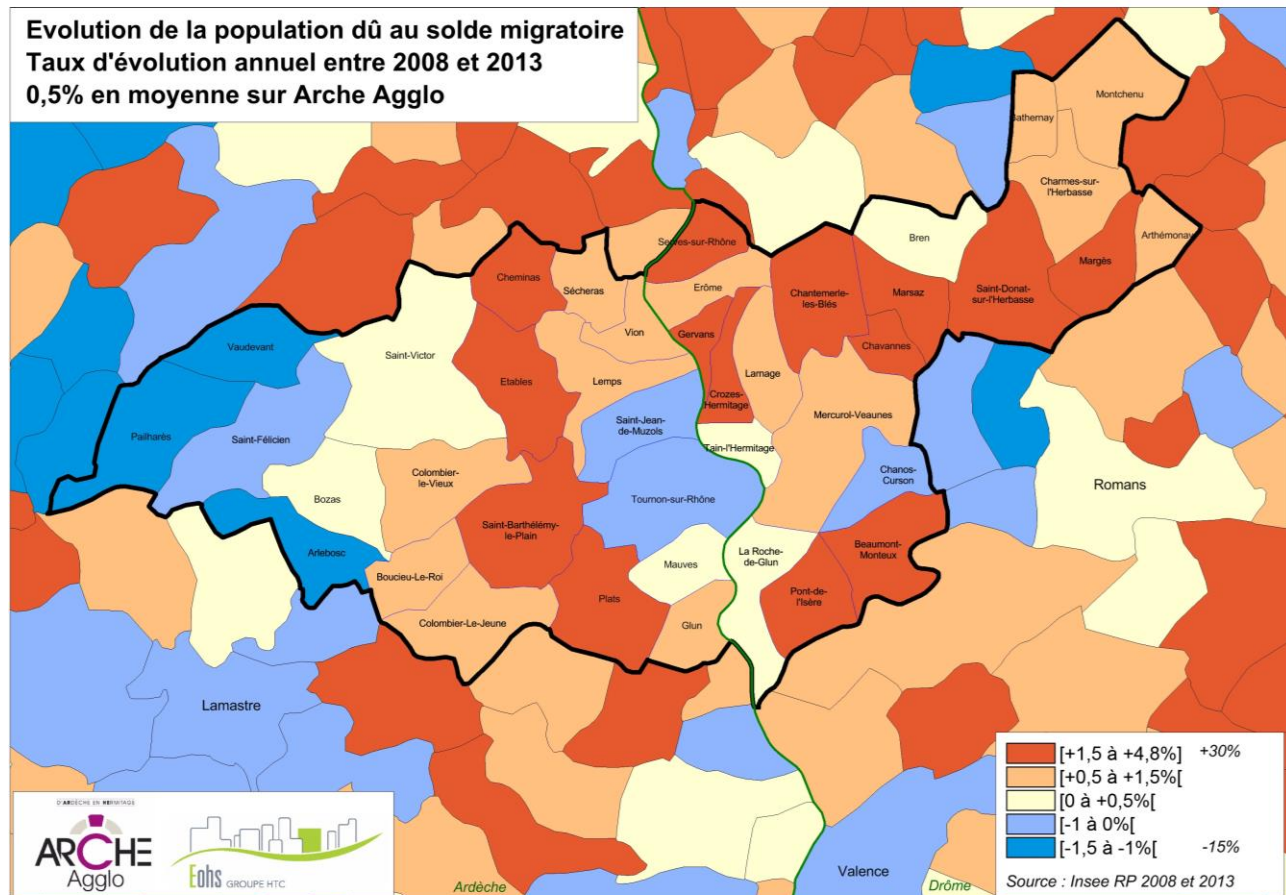 Evolution de la population dû au solde migratoire
Taux d'évolution annuel entre 2008 et 2013
0,5% en moyenne sur Arche Agglo
Montchenu
Bathernay
Charmes-sur-
l'Herbasse
Arthémonay
Bren
Margès
Serves-sur-Rhône
Cheminas
Sécheras
Erôme
Chantemerle-
les-Blés
Marsaz
Saint-Donat-
sur-l'Herbasse
Vion
Gervans
Chavannes
Vaudevant
Saint-Victor
Etables
Lemps
Larnage
Crozes-
Hermitage
Mercurol-Veaunes
Saint-Jean-
de-Muzols
Pailharès
Saint-Félicien
Tain-l'Hermitage
Colombier-
le-Vieux
Chanos-
Curson
Romans
Bozas
Tournon-sur-Rhône
Saint-Barthélémy-
le-Plain
Arlebosc
La Roche-
de-Glun
Beaumont-
Monteux
Mauves
Boucieu-Le-Roi
Plats
Pont-de-
l'Isère
Colombier-Le-Jeune
Glun
Lamastre
Valence
Ardèche
Drôme
[+1,5 à +4,8%] +30%
[+0,5 à +1,5%[
[0 à +0,5%[
[-1 à 0%[
[-1,5 à -1%[ -15%
Source : Insee RP 2008 et 2013
D'ARDÈCHE EN HERMITAGE
ARCHE
Agglo
Eohs GROUPE HTC